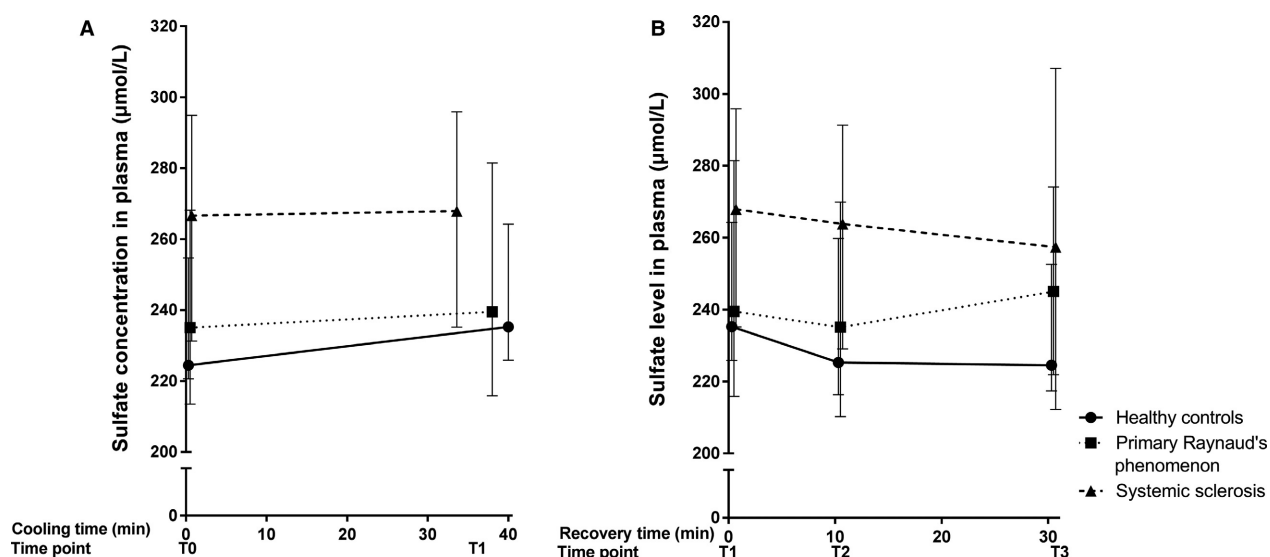 A
Sulfate concentration in plasma (µmol/L)
320
300
280
260
240
220
200
0
Cooling time (min) 0 10 20 30 40
Time point T0 T1
B
Sulfate level in plasma (µmol/L)
320
300
280
260
240
220
200
0
Recovery time (min) 0 10 20 30
Time point T1 T2 T3
Healthy controls
Primary Raynaud's
phenomenon
Systemic sclerosis